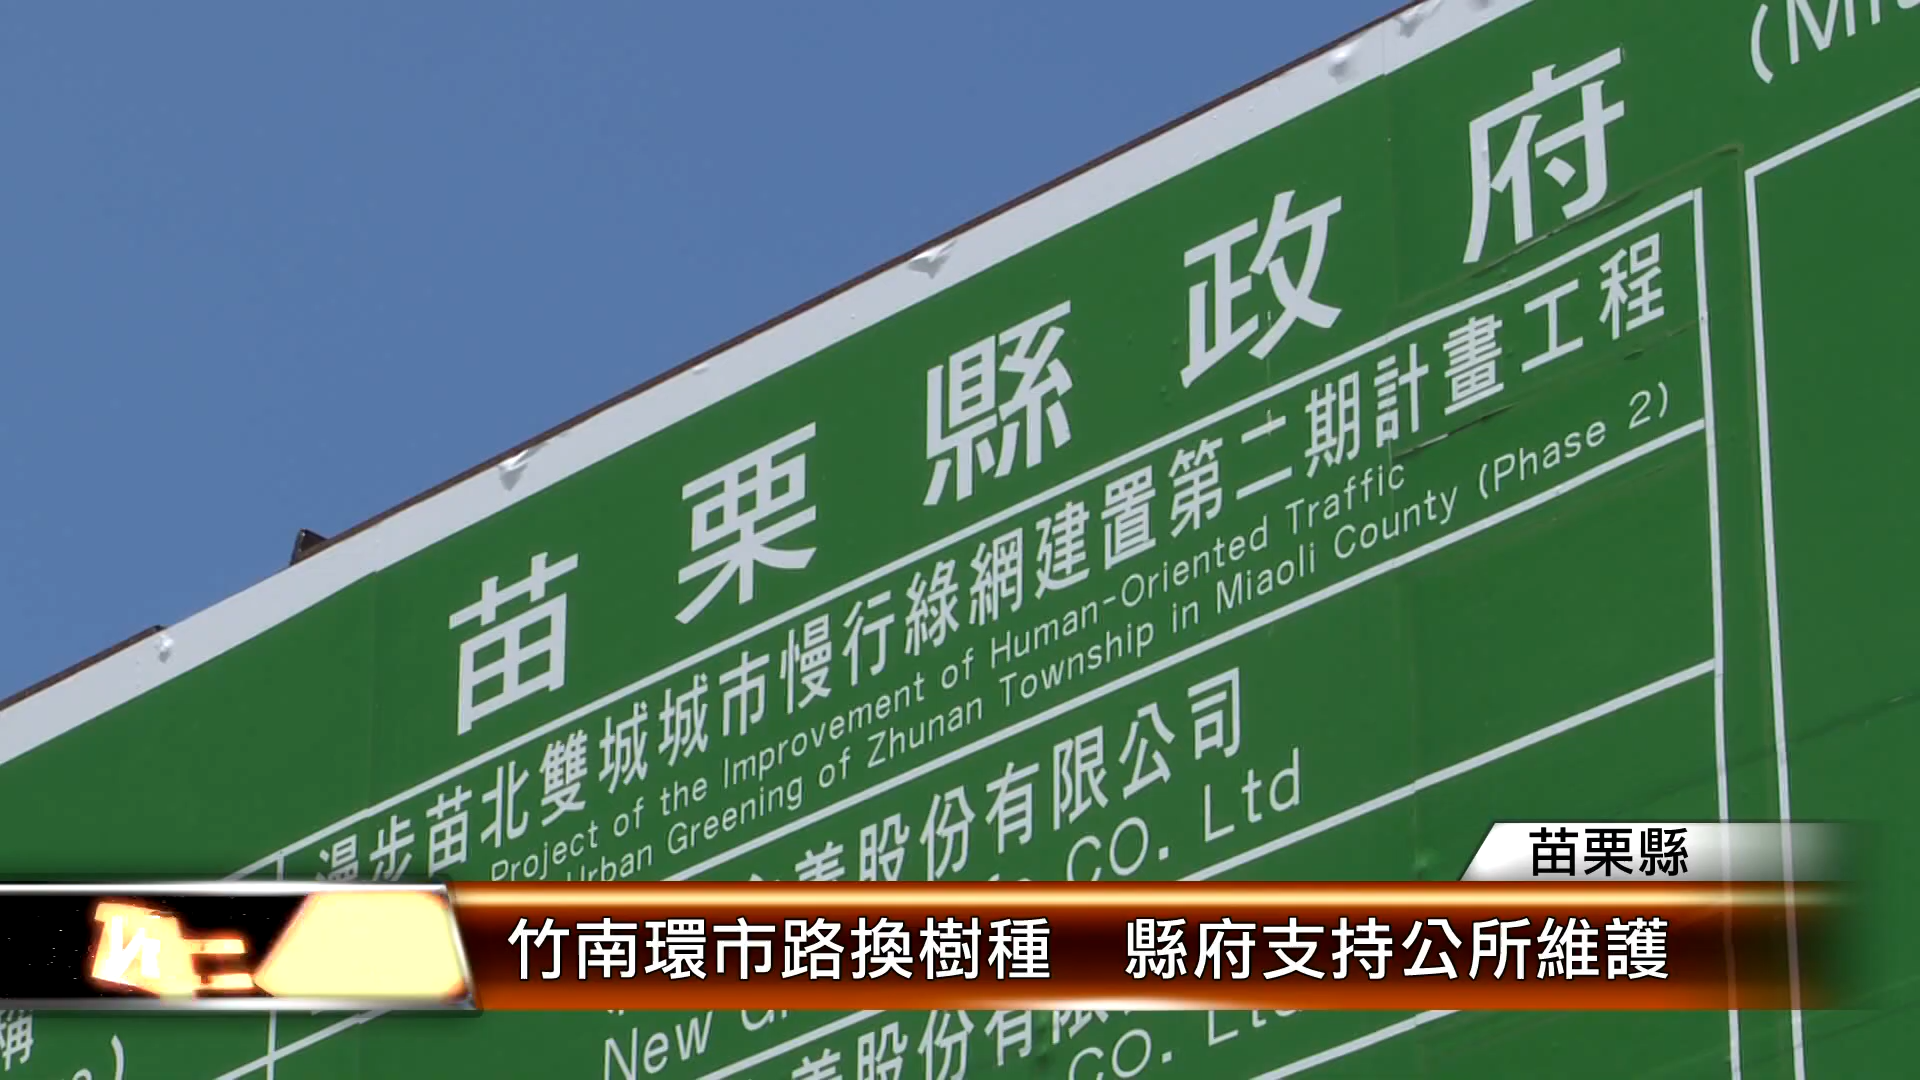 (Mi
苗栗縣政府
漫步苗北雙城城市慢行綠網建置第二期計畫工程
Project of the Improvement of Human-Oriented Traffic
Urban Greening of Zhunan Township in Miaoli County (Phase 2)
股份有限公司
CO. Ltd
苗栗縣
竹南環市路換樹種 縣府支持公所維護
稱
New
股份有限
CO. Lt